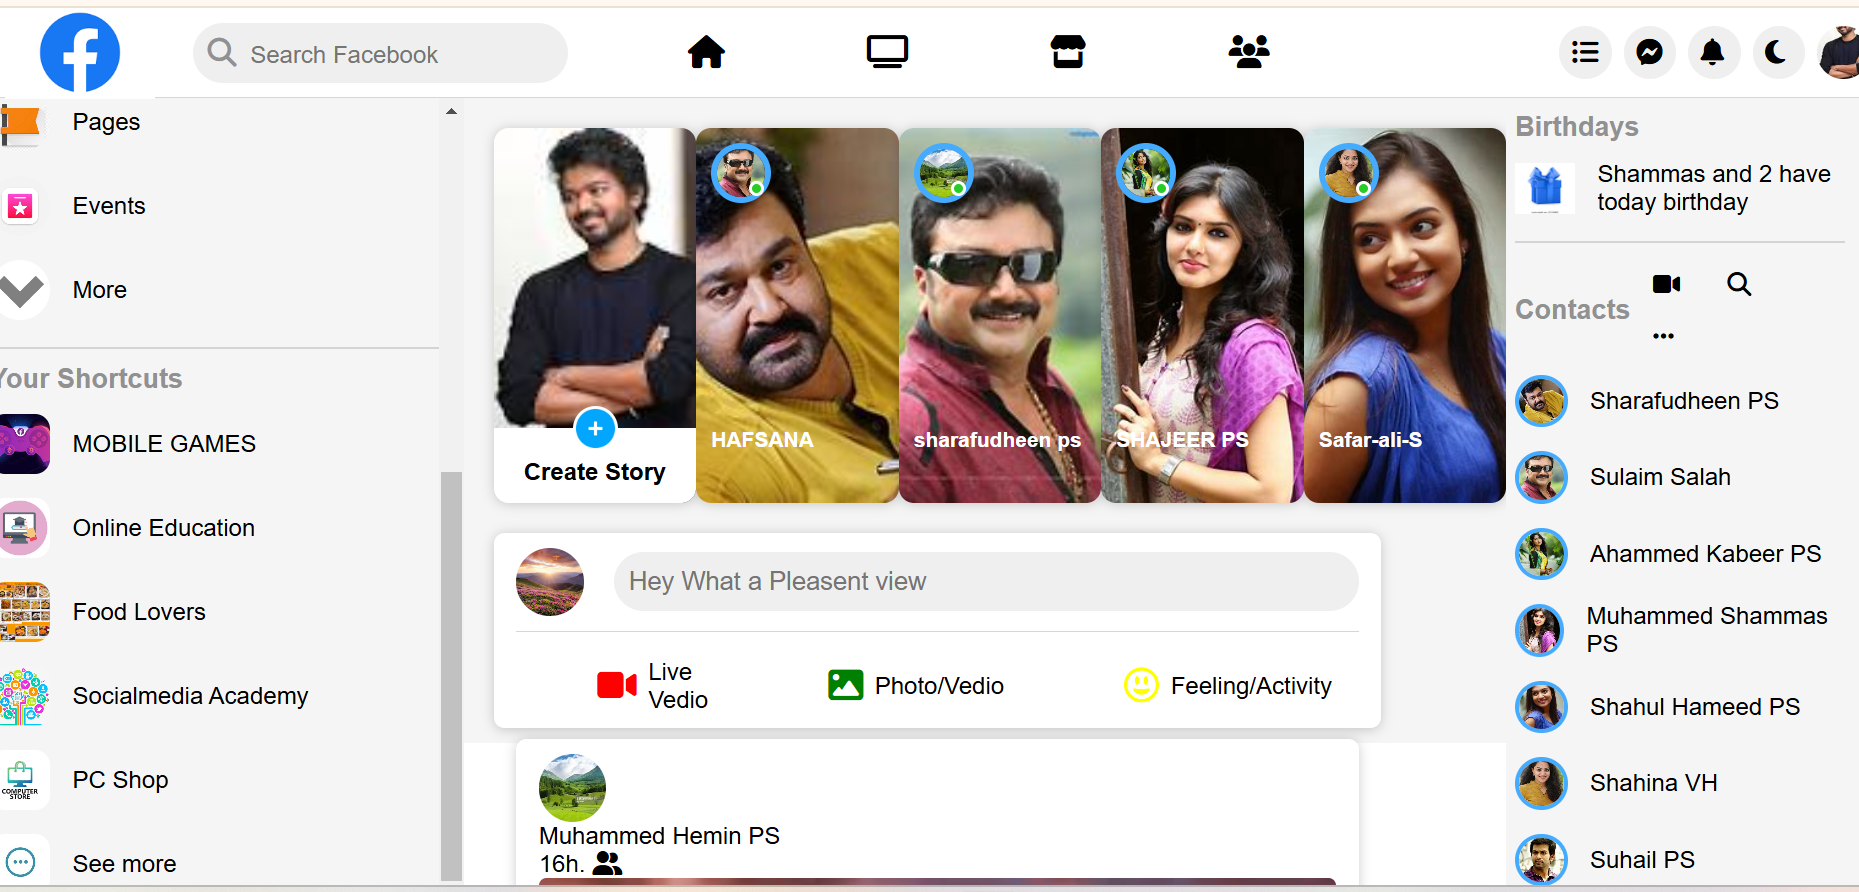 Search Facebook
Pages
Events
More
Your Shortcuts
MOBILE GAMES
Online Education
Food Lovers
Socialmedia Academy
COMPUTER
STORE
PC Shop
See more
Create Story
HAFSANA
sharafudheen ps
SHAJEER PS
Safar-ali-S
Hey What a Pleasent view
Live
Vedio
Photo/Vedio
Feeling/Activity
Muhammed Hemin PS
16h.
Birthdays
Shammas and 2 have
today birthday
Contacts
Sharafudheen PS
Sulaim Salah
Ahammed Kabeer PS
Muhammed Shammas
PS
Shahul Hameed PS
Shahina VH
Suhail PS